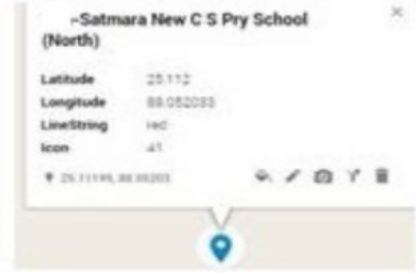 -Satmara New C S Pry School
(North)
Latitude 25.112
Longitude 88.052033
LineString red
Icon 41